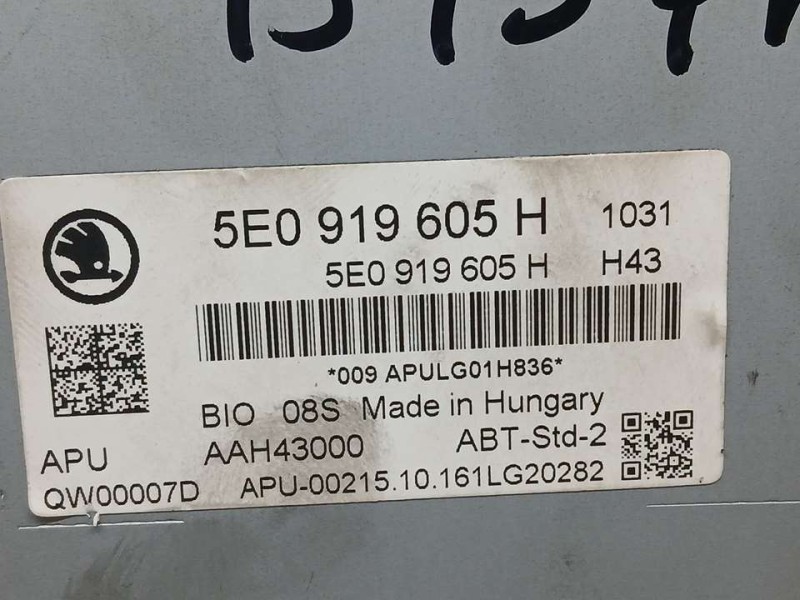 5E0 919 605 H 1031
5E0 919 605 H H43
*009 APULG01H836*
BIO 08S Made in Hungary
APU AAH43000 ABT-Std-2
QW00007D APU-00215.10.161LG20282